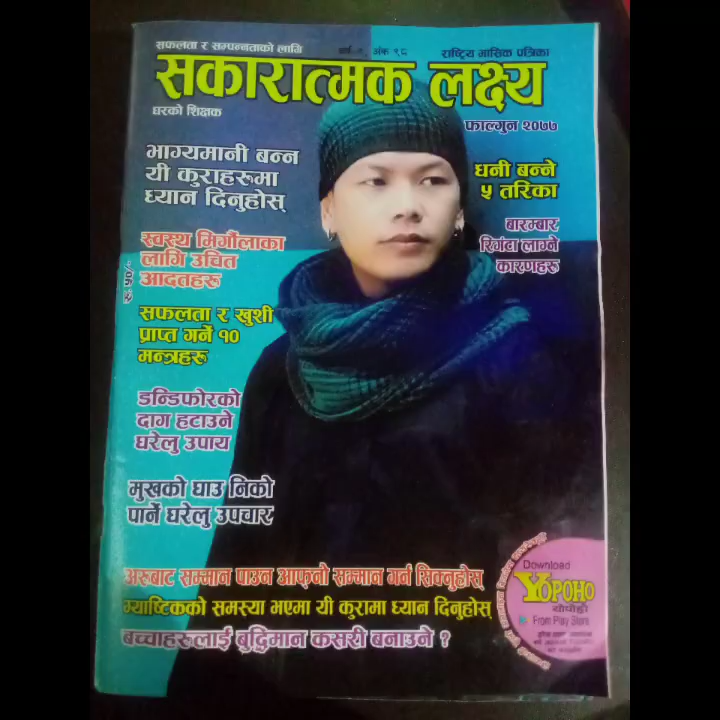 सफलता र सम्पन्नताको लागि
अंक ९८
राष्ट्रिय मासिक पत्रिका
सकारात्मक लक्ष्य
घरको शिक्षक
फाल्गुन २०७७
भाग्यमानी बन्न
यी कुराहरुमा
ध्यान दिनुहोस्
धनी बन्ने
५ तरिका
बारम्बार
रिंगटा लाग्ने
कारणहरु
स्वस्थ मिर्गौलाका
लागि उचित
आदतहरु
रु. ५०/-
सफलता र खुशी
प्राप्त गर्ने १०
मन्त्रहरू
डन्डिफोरको
दाग हटाउने
घरेलु उपाय
मुखको घाउ निको
पार्ने घरेलु उपचार
अरुबाट सम्मान पाउन आफ्नो सम्मान गर्न सिक्नुहोस्
ग्याष्टिकको समस्या भएमा यी कुरामा ध्यान दिनुहोस्
बच्चाहरुलाई बुद्धिमान कसरी बनाउने ?
Download
YOPOHO
योपोहो
From Play Store